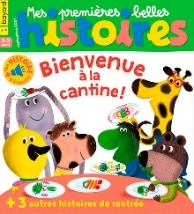 bayard
Mes premières belles
histoires
Bienvenue
à la
cantine!
+ 3 autres histoires de rentrée